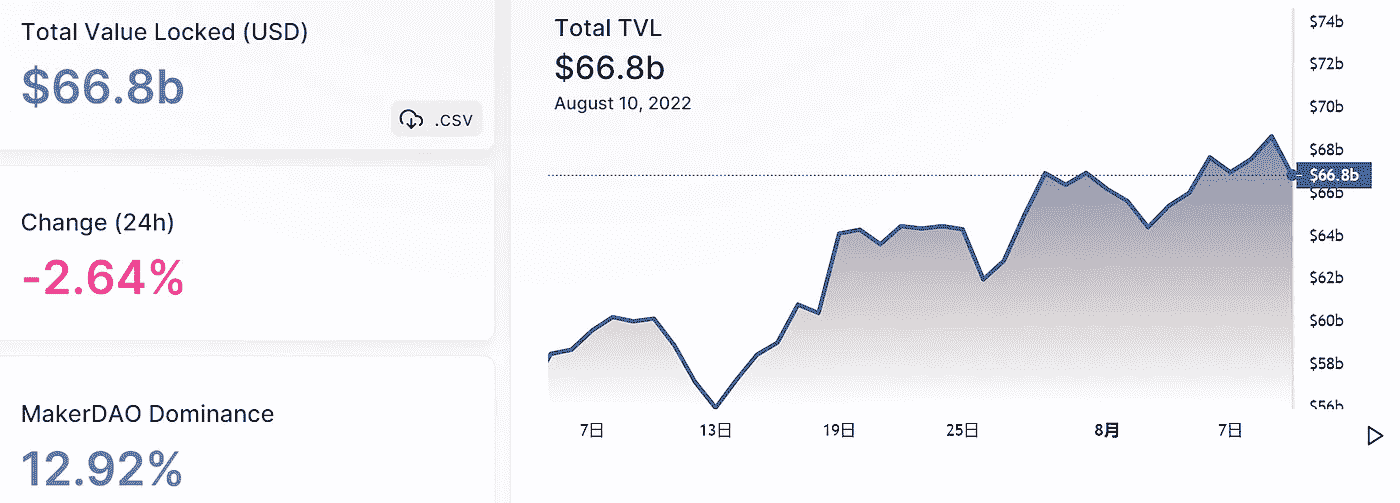 Total Value Locked (USD)
$66.8b
.CSV
Change (24h)
-2.64%
MakerDAO Dominance
12.92%
Total TVL
$66.8b
August 10, 2022
$74b
$72b
$70b
$68b
$66.8b
$66b
$64b
$62b
$60b
$58b
$56b
7日 13日 19日 25日 8月 7日